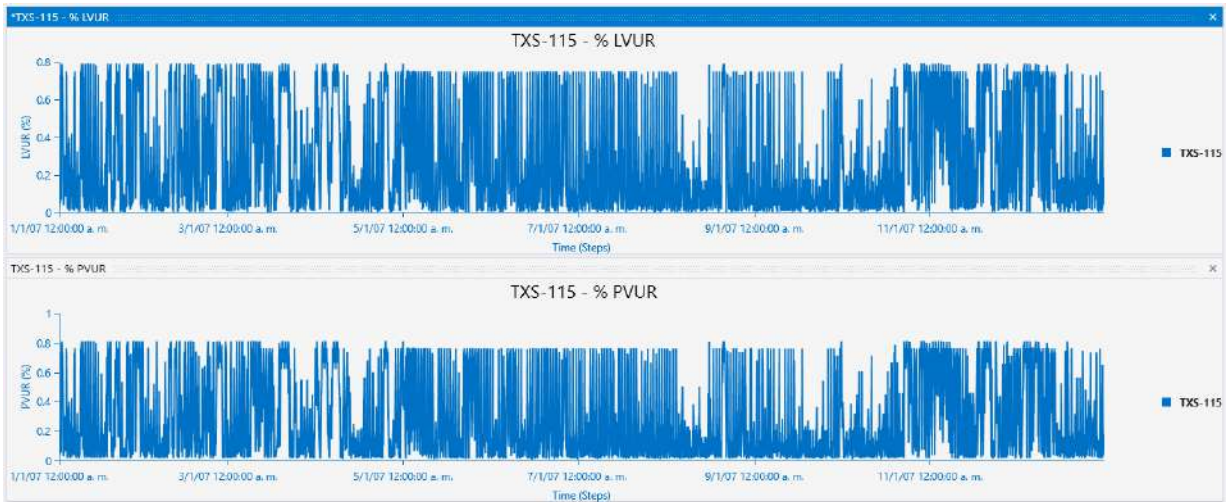 *TXS-115 - % LVUR
TXS-115 - % LVUR
0.8
0.6
0.4
0.2
0
LVUR (%)
1/1/07 12:00:00 a. m. 3/1/07 12:00:00 a. m. 5/1/07 12:00:00 a. m. 7/1/07 12:00:00 a. m. 9/1/07 12:00:00 a. m. 11/1/07 12:00:00 a. m.
Time (Steps)
TXS-115
TXS-115 - % PVUR
TXS-115 - % PVUR
1
0.8
0.6
0.4
0.2
0
PVUR (%)
1/1/07 12:00:00 a. m. 3/1/07 12:00:00 a. m. 5/1/07 12:00:00 a. m. 7/1/07 12:00:00 a. m. 9/1/07 12:00:00 a. m. 11/1/07 12:00:00 a. m.
Time (Steps)
TXS-115